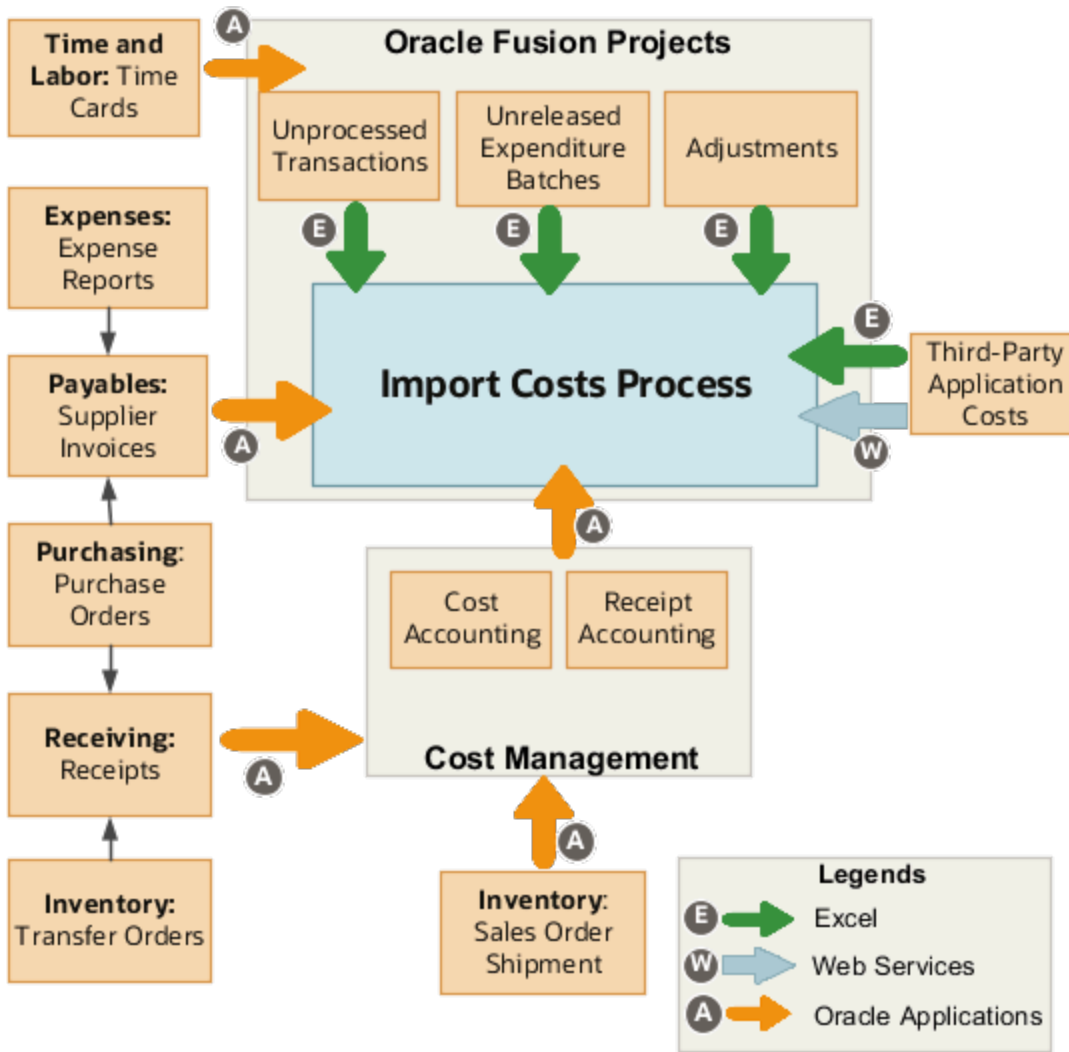 Time and
Labor: Time
Cards
A
Oracle Fusion Projects
Unprocessed
Transactions
Unreleased
Expenditure
Batches
Adjustments
E
E
E
Expenses:
Expense
Reports
Payables:
Supplier
Invoices
A
Import Costs Process
E
W
Third-Party
Application
Costs
Purchasing:
Purchase
Orders
A
Cost
Accounting
Receipt
Accounting
Cost Management
Receiving:
Receipts
A
A
Inventory:
Transfer Orders
Inventory:
Sales Order
Shipment
Legends
E Excel
W Web Services
A Oracle Applications